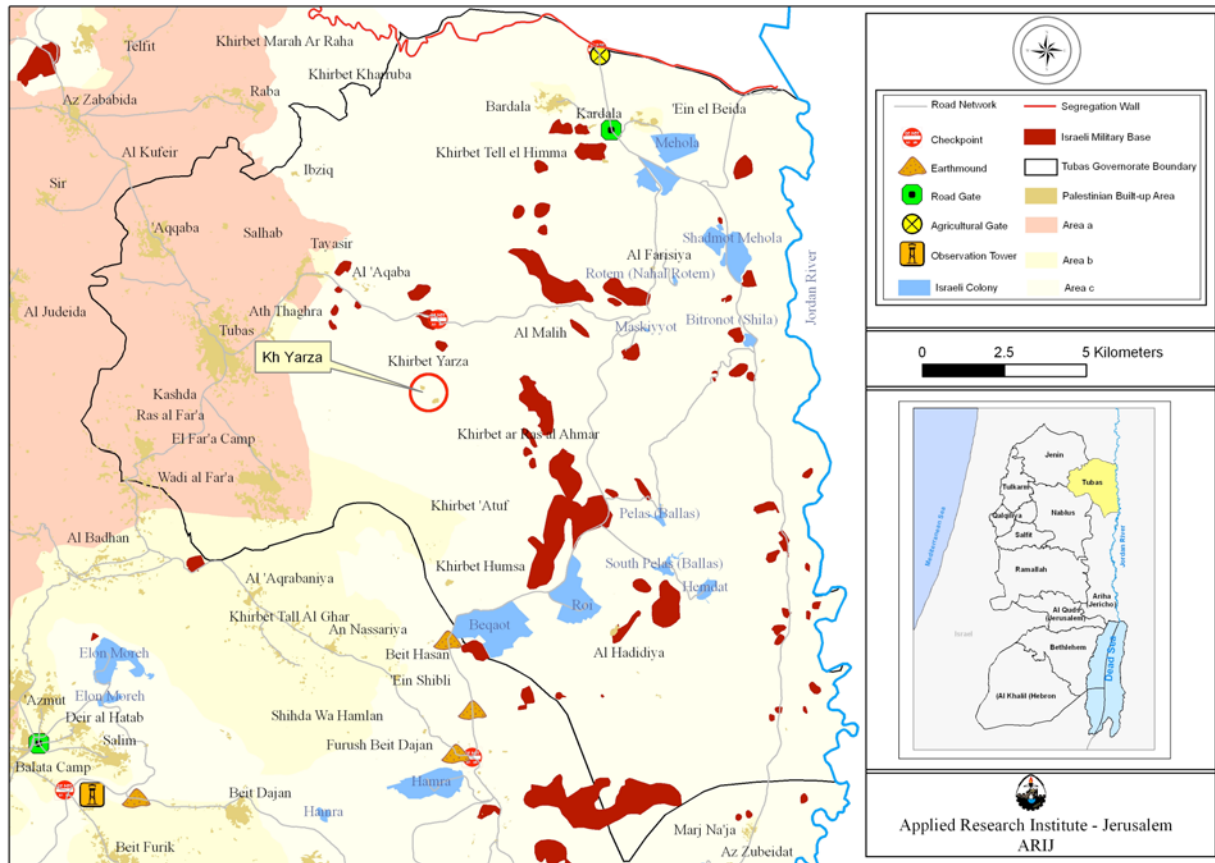 Telfit
Khirbet Marah Ar Raha
Khirbet Kharruba
Az Zababida
Raba
Bardala
Kardala
'Ein el Beida
Mehola
Al Kufeir
Khirbet Tell el Himma
Ibziq
Sir
'Aqqaba
Salhab
Tayasir
Shadmot Mehola
Al Farisiya
Al 'Aqaba
Rotem (Nahal Rotem)
Jordan River
Al Judeida
Ath Thaghra
Tubas
Al Malih
Maskiyyot
Bitronot (Shila)
Kh Yarza
Khirbet Yarza
Kashda
Ras al Far'a
El Far'a Camp
Khirbet ar Ras al Ahmar
Wadi al Far'a
Khirbet 'Atuf
Pelas (Ballas)
Al Badhan
Khirbet Humsa
South Pelas (Ballas)
Al 'Aqrabaniya
Hemdat
Khirbet Tall Al Ghar
Roi
An Nassariya
Beqaot
Beit Hasan
Al Hadidiya
Elon Moreh
'Ein Shibli
Elon Moreh
'Azmut
Deir al Hatab
Shihda Wa Hamlan
Salim
Furush Beit Dajan
Balata Camp
Hamra
Beit Dajan
Hamra
Marj Na'ja
Beit Furik
Az Zubeidat
Road Network
Segregation Wall
Checkpoint
Israeli Military Base
Earthmound
Tubas Governorate Boundary
Road Gate
Palestinian Built-up Area
Agricultural Gate
Area a
Observation Tower
Area b
Israeli Colony
Area c
0 2.5 5 Kilometers
Mediterranean Sea
Jenin
Tubas
Tulkarm
Nablus
Qalqiliya
Salfit
Jordan River
Ramallah
Ariha
(Jericho)
Al Quds
(Jerusalem)
Israel
Bethlehem
Dead Sea
(Al Khalil (Hebron
Applied Research Institute - Jerusalem
ARIJ